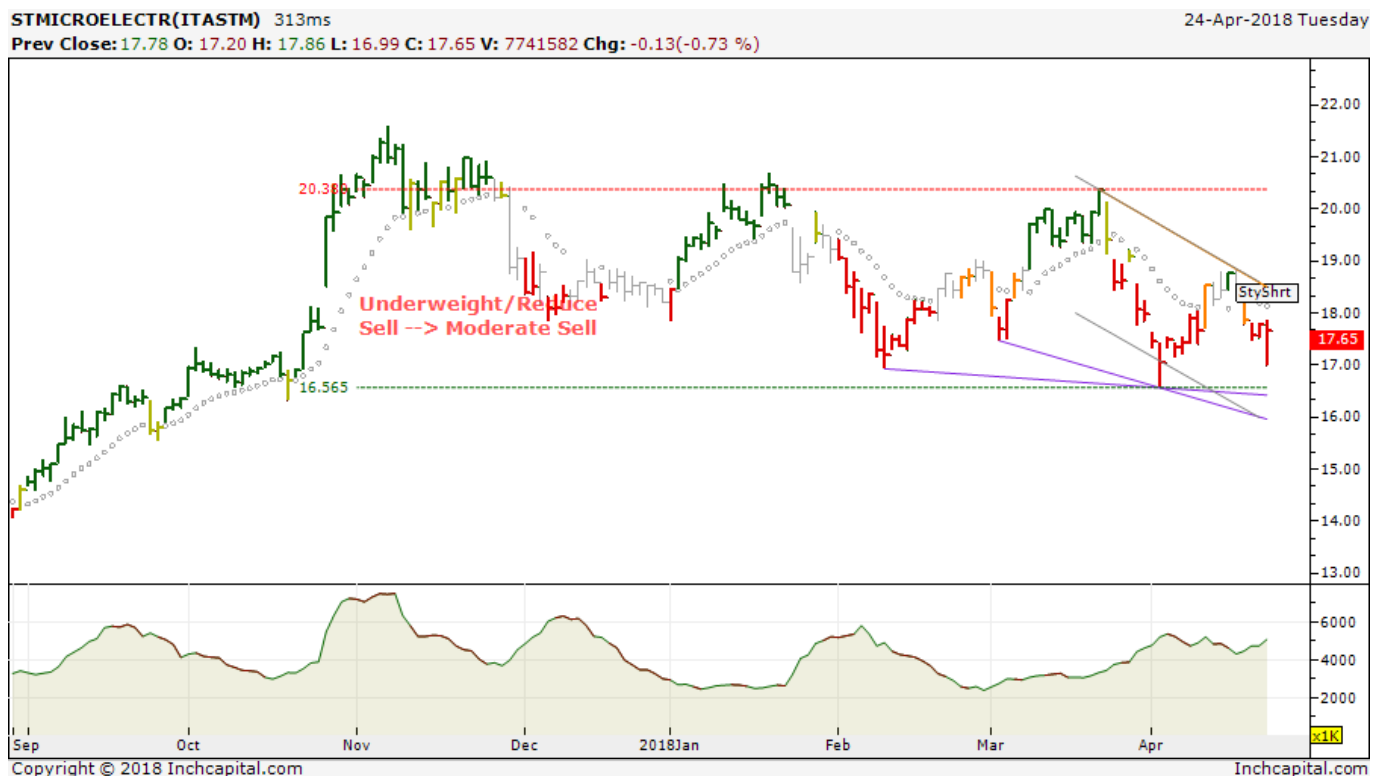 STMICROELECTR(ITASTM) 313ms 24-Apr-2018 Tuesday
Prev Close: 17.78 O: 17.20 H: 17.86 L: 16.99 C: 17.65 V: 7741582 Chg: -0.13(-0.73 %)
22.00
21.00
20.383
20.00
19.00
StyShrt
Underweight/Reduce
18.00
Sell --> Moderate Sell
17.65
17.00
16.565
16.00
15.00
14.00
13.00
6000
4000
2000
x1K
Sep Oct Nov Dec 2018Jan Feb Mar Apr
Copyright © 2018 Inchcapital.com Inchcapital.com